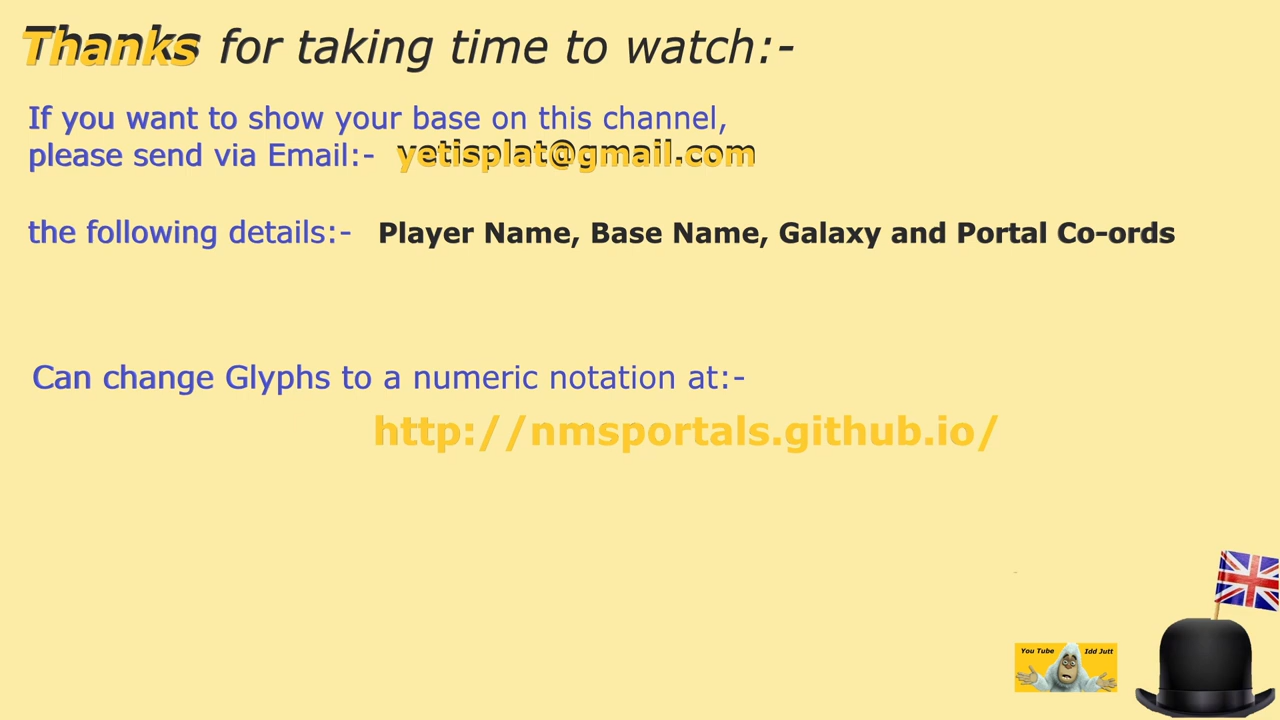 Thanks for taking time to watch:-
If you want to show your base on this channel,
please send via Email:- yetisplat@gmail.com
the following details:- Player Name, Base Name, Galaxy and Portal Co-ords
Can change Glyphs to a numeric notation at:-
http://nmsportals.github.io/
You Tube Idd Jutt